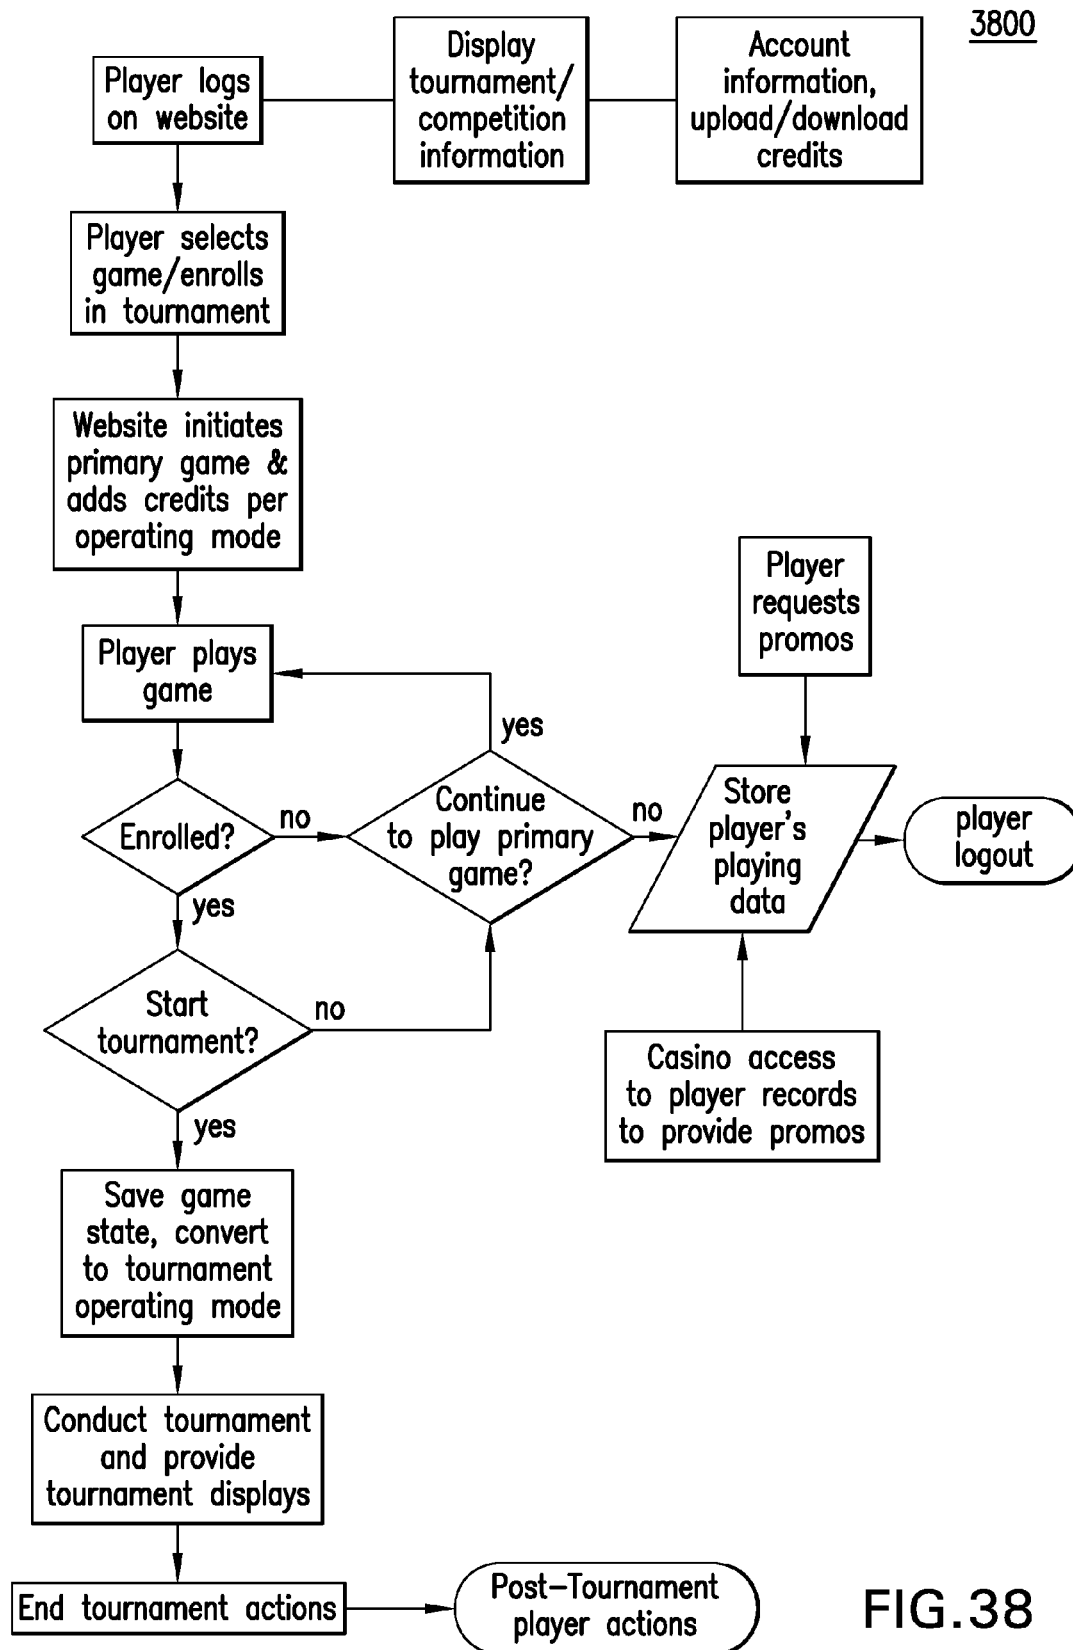 3800
Player logs
on website
Display
tournament/
competition
information
Account
information,
upload/download
credits
Player selects
game/enrolls
in tournament
Website initiates
primary game &
adds credits per
operating mode
Player plays
game
Player
requests
promos
yes
Enrolled?
no
Continue
to play primary
game?
no
Store
player's
playing
data
player
logout
yes
Start
tournament?
no
Casino access
to player records
to provide promos
yes
Save game
state, convert
to tournament
operating mode
Conduct tournament
and provide
tournament displays
End tournament actions
Post-Tournament
player actions
FIG.38